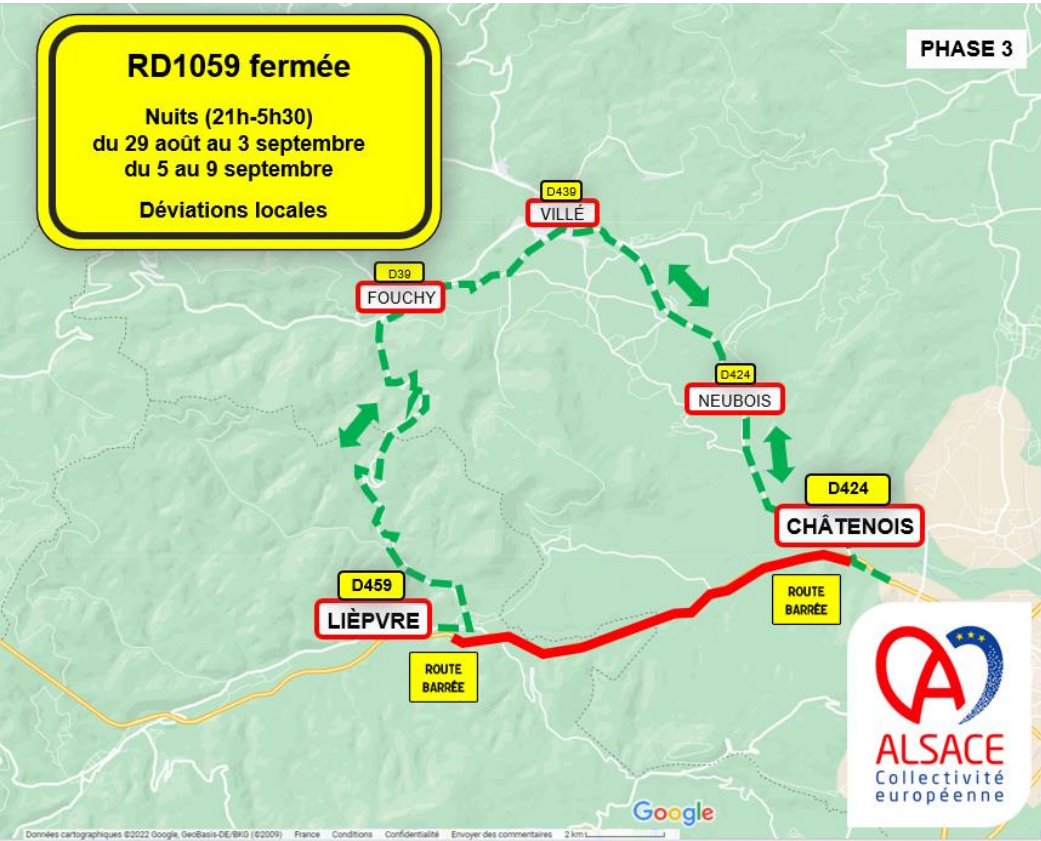 RD1059 fermée
Nuits (21h-5h30)
du 29 août au 3 septembre
du 5 au 9 septembre
Déviations locales
PHASE 3
D439
VILLÉ
D39
FOUCHY
D424
NEUBOIS
D424
CHÂTENOIS
D459
LIÈPVRE
ROUTE
BARRÉE
ROUTE
BARRÉE
ALSACE
Collectivité
européenne
Google
Données cartographiques ©2022 Google, GeoBasis-DE/BKG (©2009) France Conditions Confidentialité Envoyer des commentaires 2 km